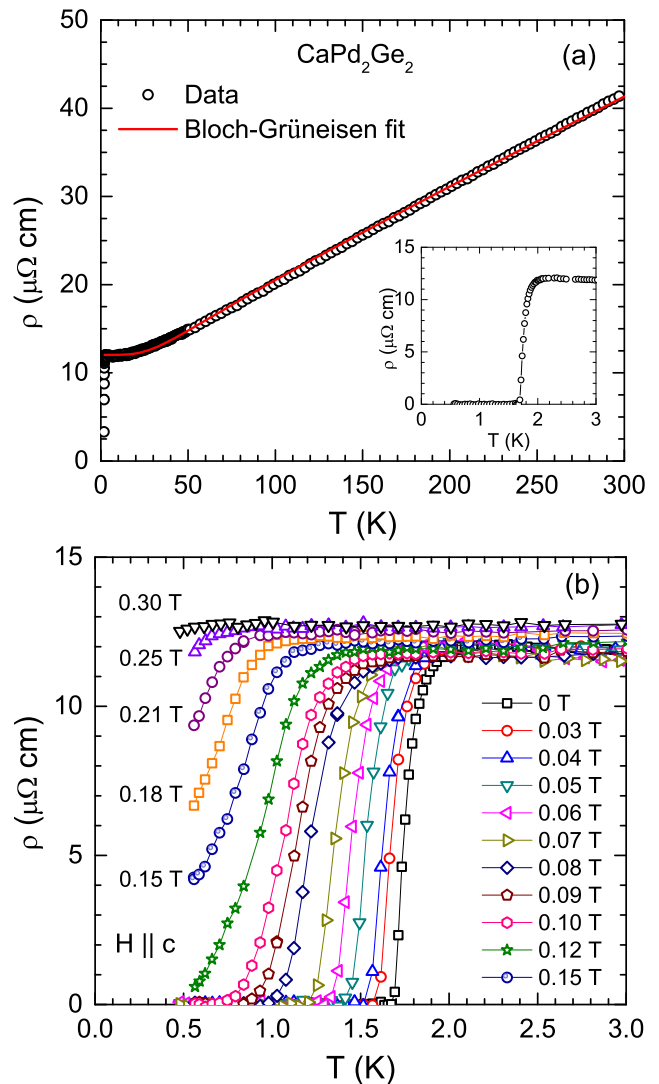 50
CaPd₂Ge₂
(a)
Data
Bloch-Grüneisen fit
40
30
20
10
0
ρ (μΩ cm)
0 50 100 150 200 250 300
T (K)
15
10
5
0
ρ (μΩ cm)
0 1 2 3
T (K)
15
(b)
0.30 T
0.25 T
0.21 T
0.18 T
0.15 T
H || c
10
5
0
ρ (μΩ cm)
0 T
0.03 T
0.04 T
0.05 T
0.06 T
0.07 T
0.08 T
0.09 T
0.10 T
0.12 T
0.15 T
0.0 0.5 1.0 1.5 2.0 2.5 3.0
T (K)